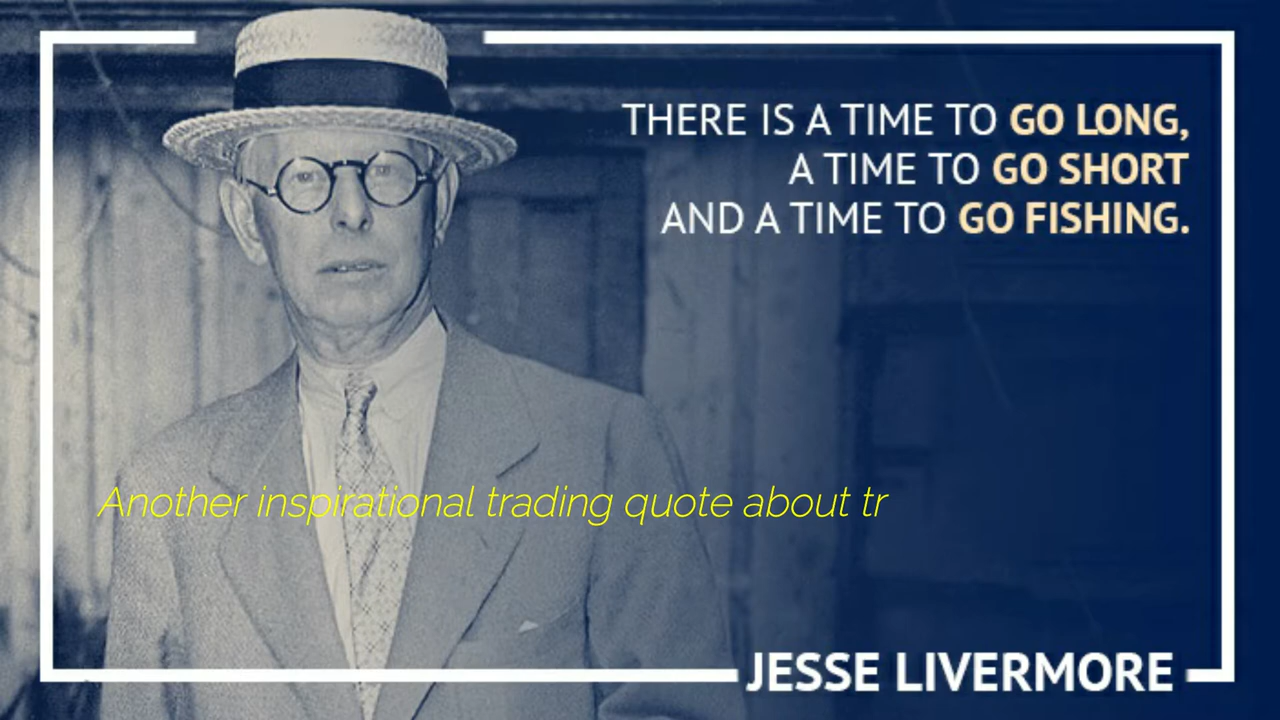 THERE IS A TIME TO GO LONG,
A TIME TO GO SHORT
AND A TIME TO GO FISHING.
Another inspirational trading quote about tr
JESSE LIVERMORE